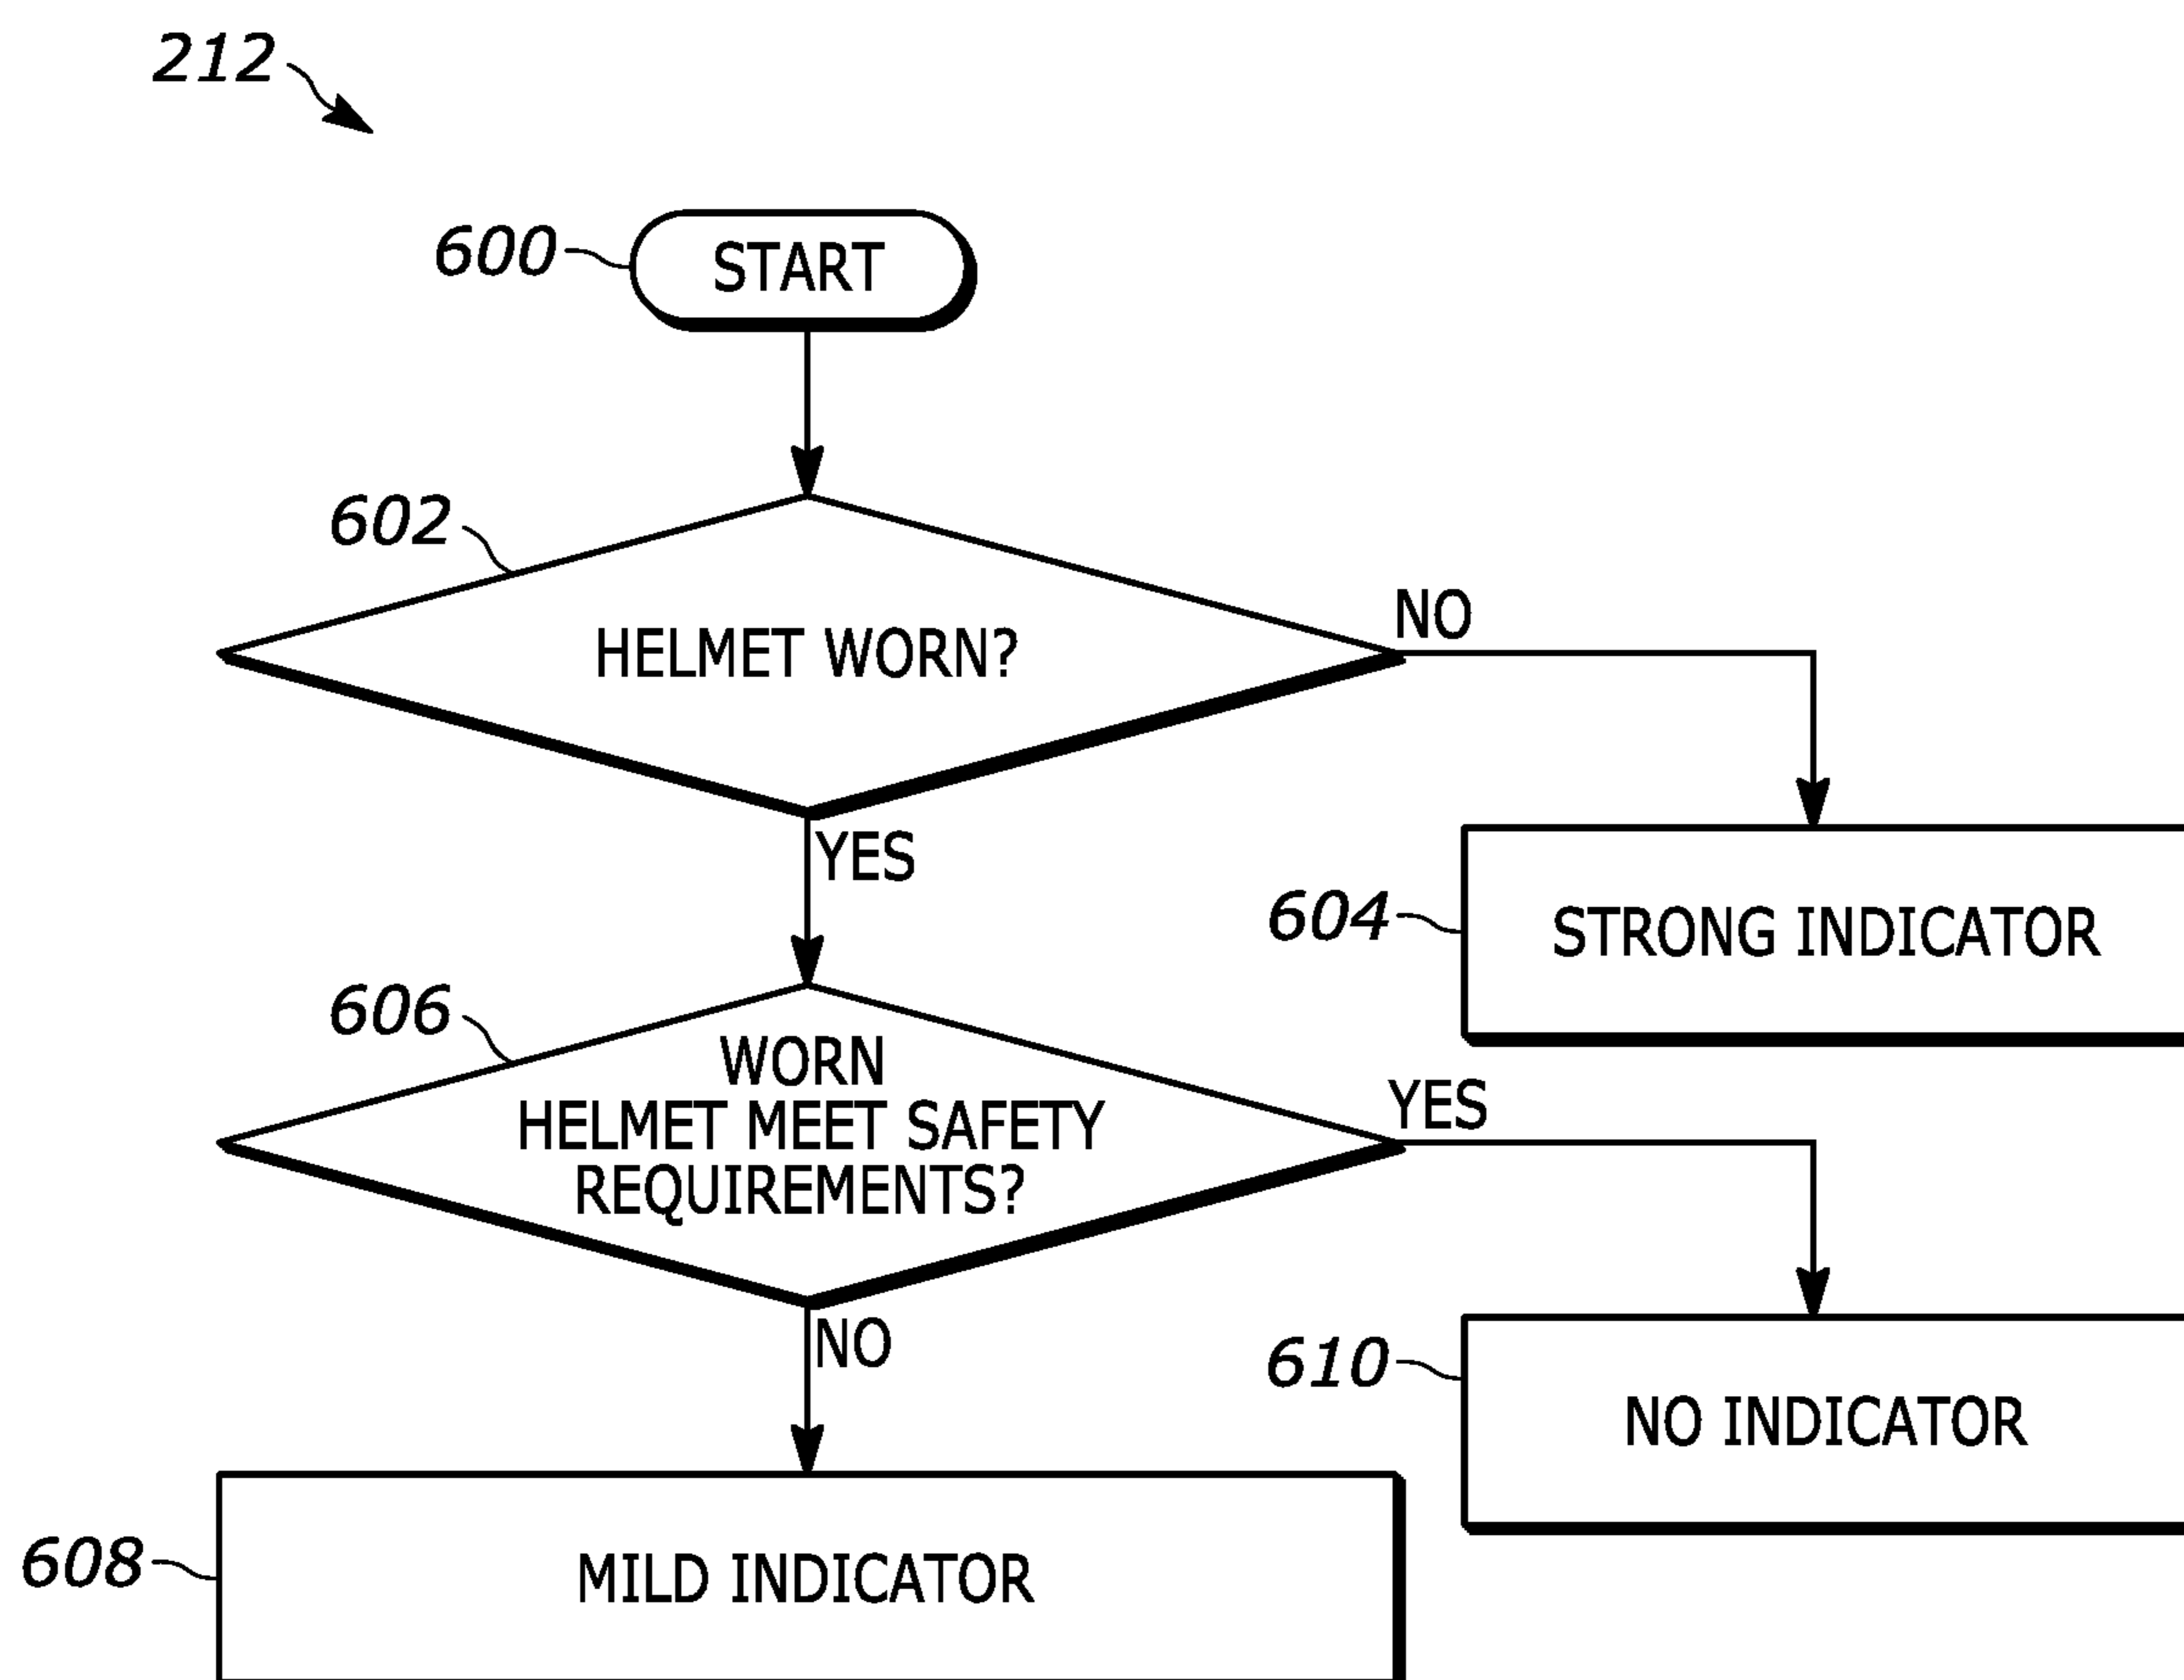 212
600
START
602
HELMET WORN?
NO
YES
604
STRONG INDICATOR
606
WORN
HELMET MEET SAFETY
REQUIREMENTS?
YES
NO
610
NO INDICATOR
608
MILD INDICATOR